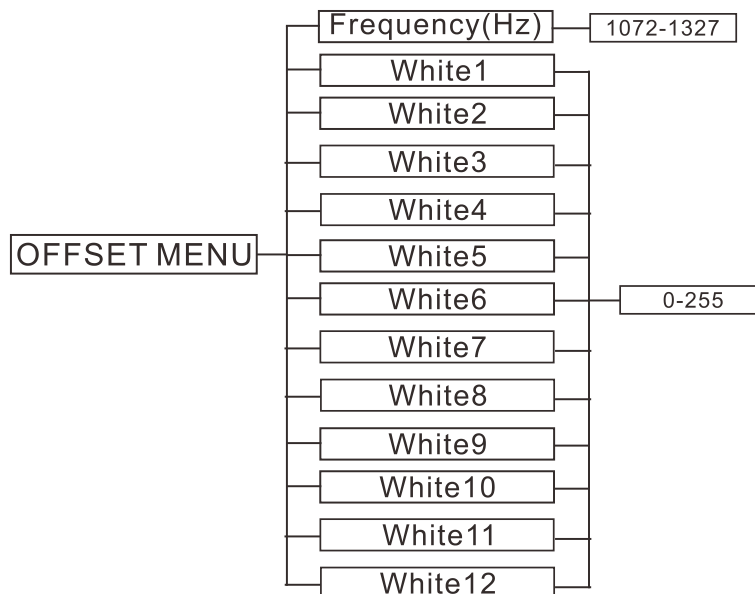 Frequency(Hz)
1072-1327
White1
White2
White3
White4
OFFSET MENU
White5
White6
0-255
White7
White8
White9
White10
White11
White12